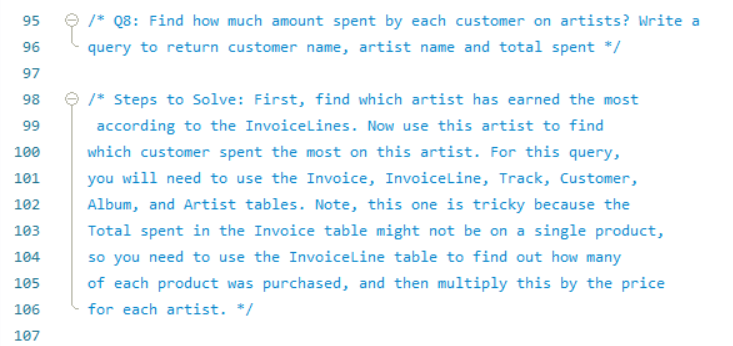 95 /* Q8: Find how much amount spent by each customer on artists? Write a
96 query to return customer name, artist name and total spent */
97
98 /* Steps to Solve: First, find which artist has earned the most
99 according to the InvoiceLines. Now use this artist to find
100 which customer spent the most on this artist. For this query,
101 you will need to use the Invoice, InvoiceLine, Track, Customer,
102 Album, and Artist tables. Note, this one is tricky because the
103 Total spent in the Invoice table might not be on a single product,
104 so you need to use the InvoiceLine table to find out how many
105 of each product was purchased, and then multiply this by the price
106 for each artist. */
107